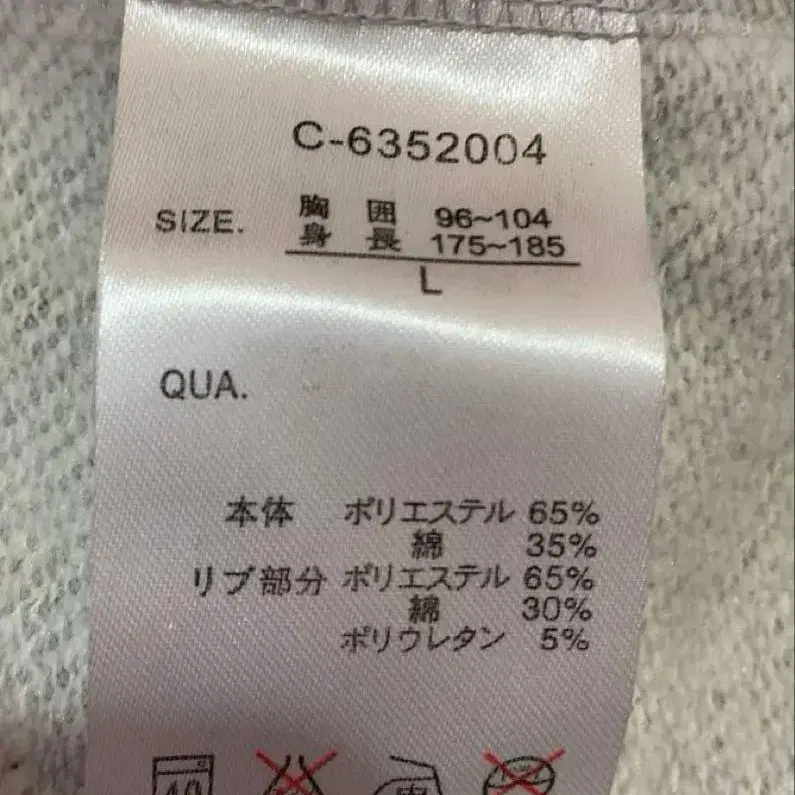 C-6352004
SIZE. 胸 囲 96~104
身 長 175~185
L
QUA.
本体 ポリエステル 65%
綿 35%
リブ部分 ポリエステル 65%
綿 30%
ポリウレタン 5%
40 中